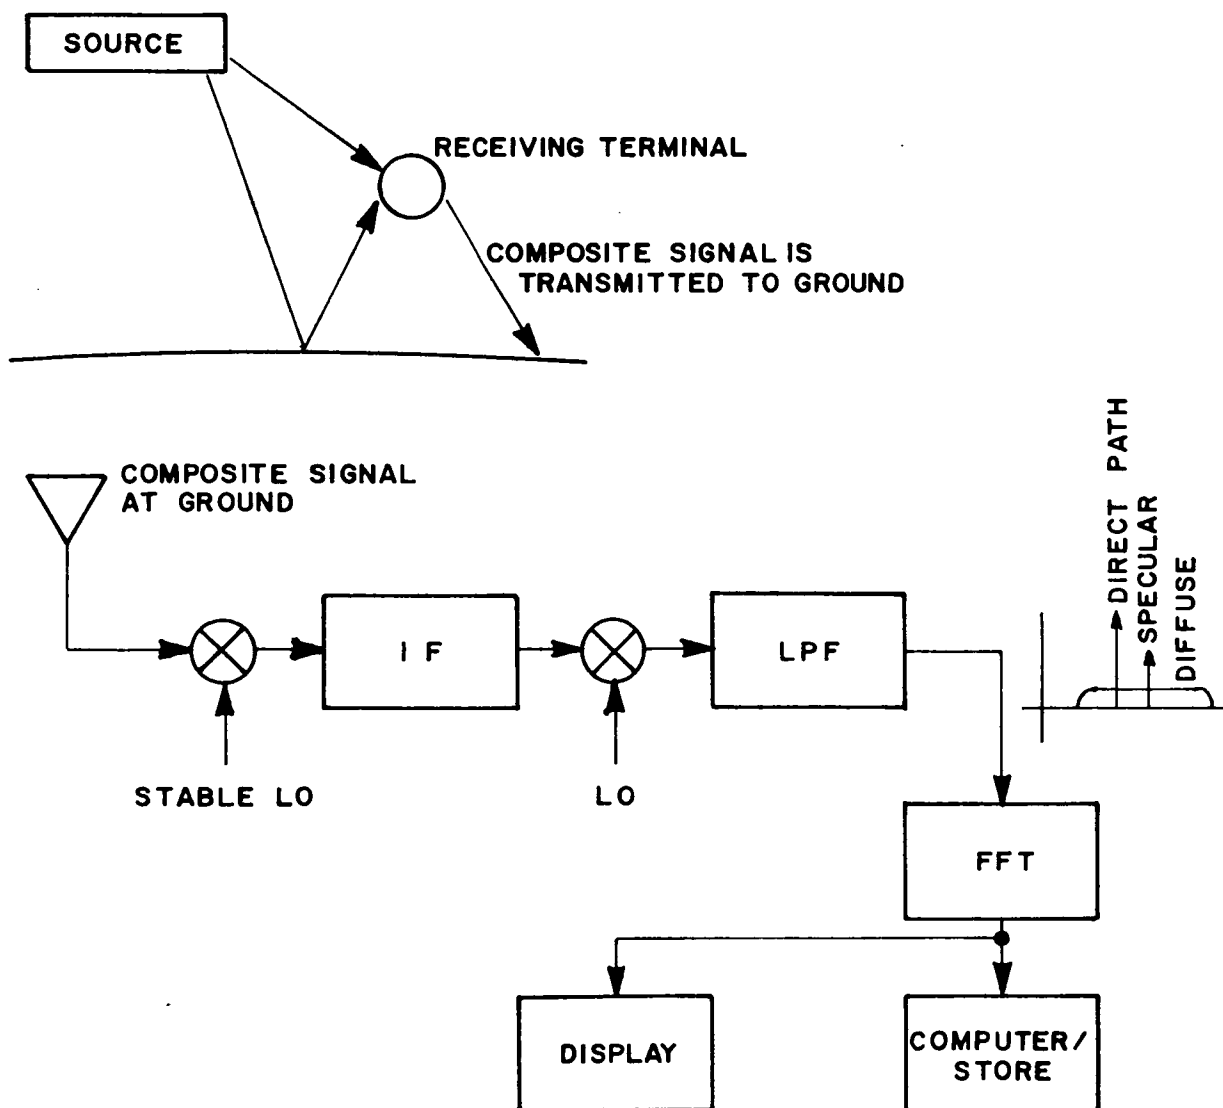 SOURCE
RECEIVING TERMINAL
COMPOSITE SIGNAL IS
TRANSMITTED TO GROUND
COMPOSITE SIGNAL
AT GROUND
DIRECT PATH
SPECULAR
DIFFUSE
IF
LPF
STABLE LO
LO
FFT
DISPLAY
COMPUTER/
STORE